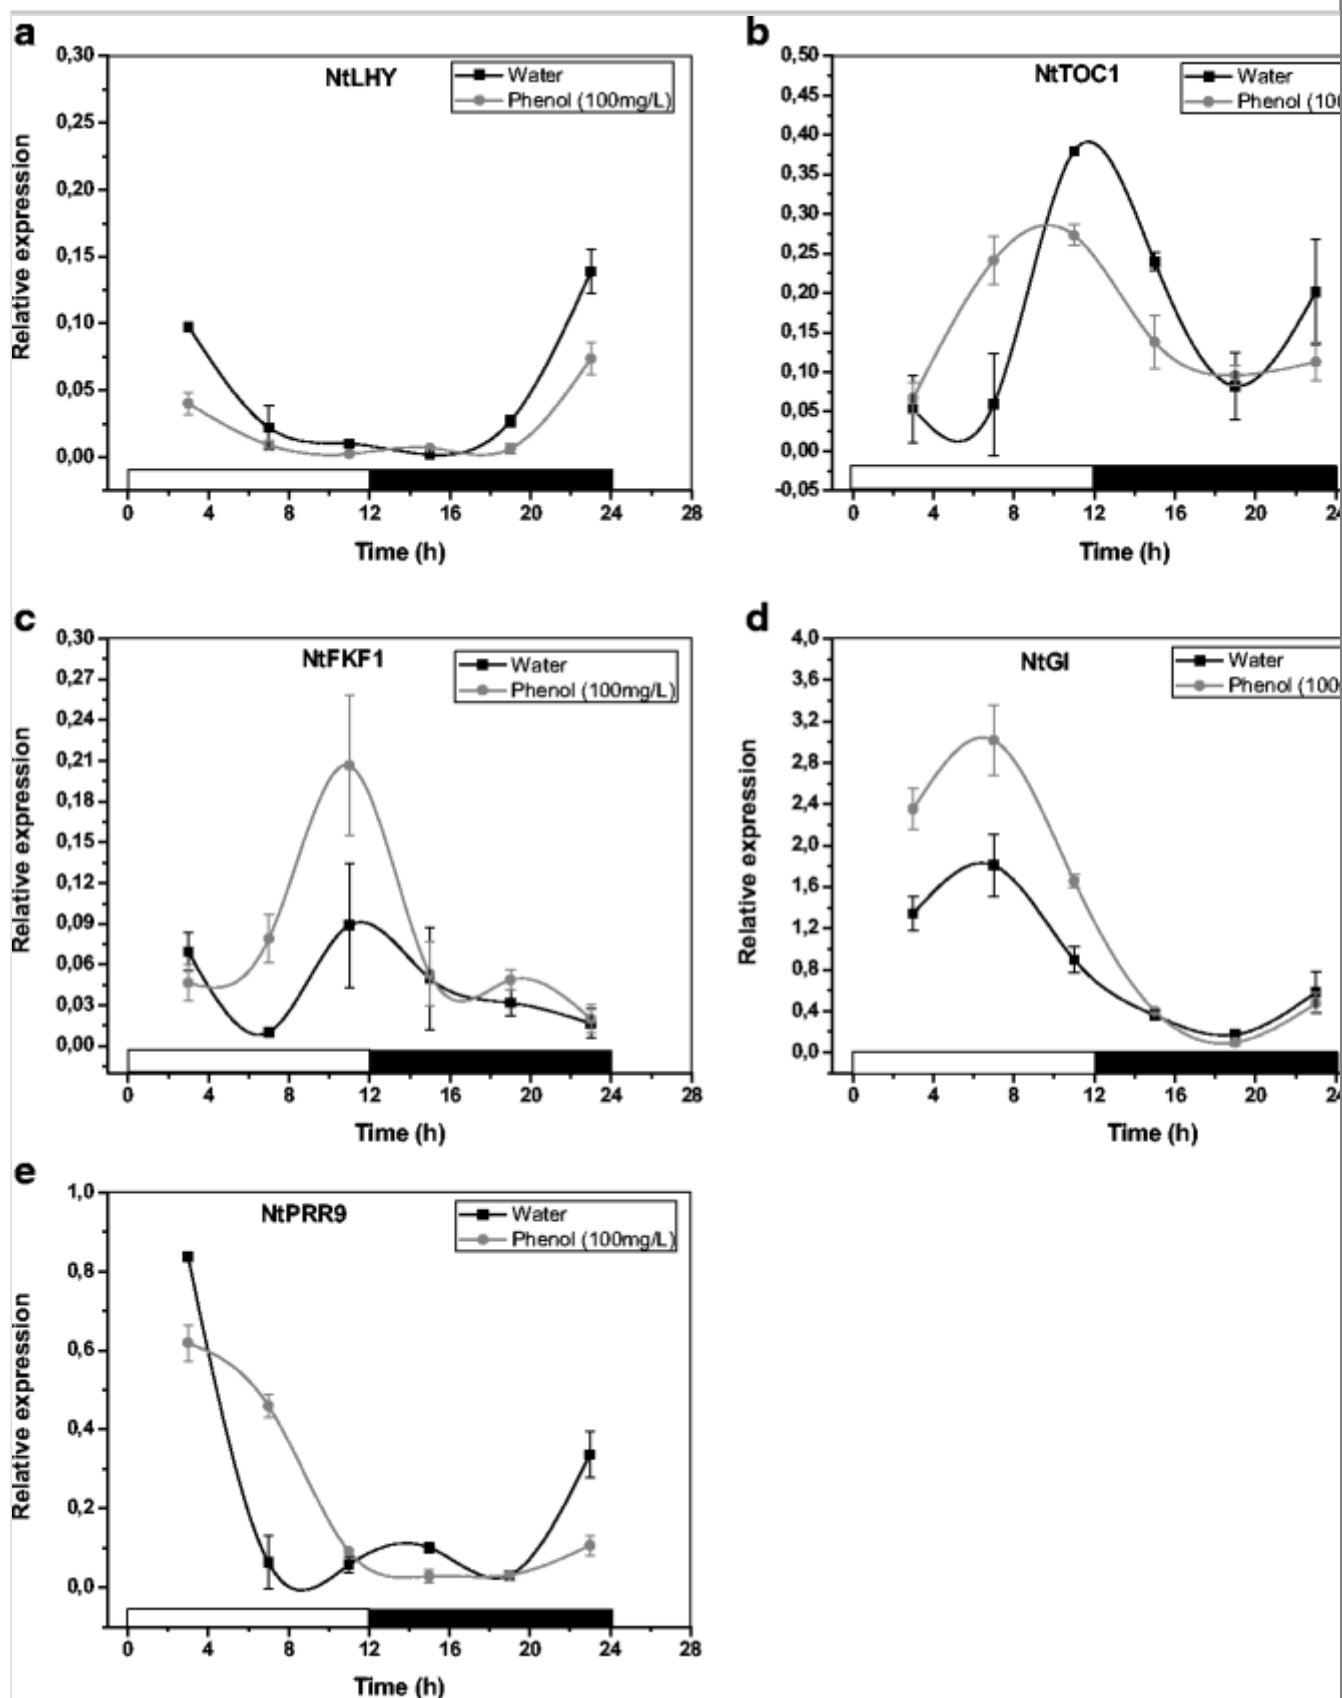 a
0,30
0,25
0,20
0,15
0,10
0,05
0,00
Relative expression
NtLHY
Water
Phenol (100mg/L)
0 4 8 12 16 20 24 28
Time (h)
b
0,50
0,45
0,40
0,35
0,30
0,25
0,20
0,15
0,10
0,05
0,00
-0,05
NtTOC1
Water
Phenol (10
0 4 8 12 16 20 24
Time (h)
c
0,30
0,27
0,24
0,21
0,18
0,15
0,12
0,09
0,06
0,03
0,00
Relative expression
NtFKF1
Water
Phenol (100mg/L)
0 4 8 12 16 20 24 28
Time (h)
d
4,0
3,6
3,2
2,8
2,4
2,0
1,6
1,2
0,8
0,4
0,0
Relative expression
NtGI
Water
Phenol (100
0 4 8 12 16 20 24
Time (h)
e
1,0
0,8
0,6
0,4
0,2
0,0
Relative expression
NtPRR9
Water
Phenol (100mg/L)
0 4 8 12 16 20 24 28
Time (h)